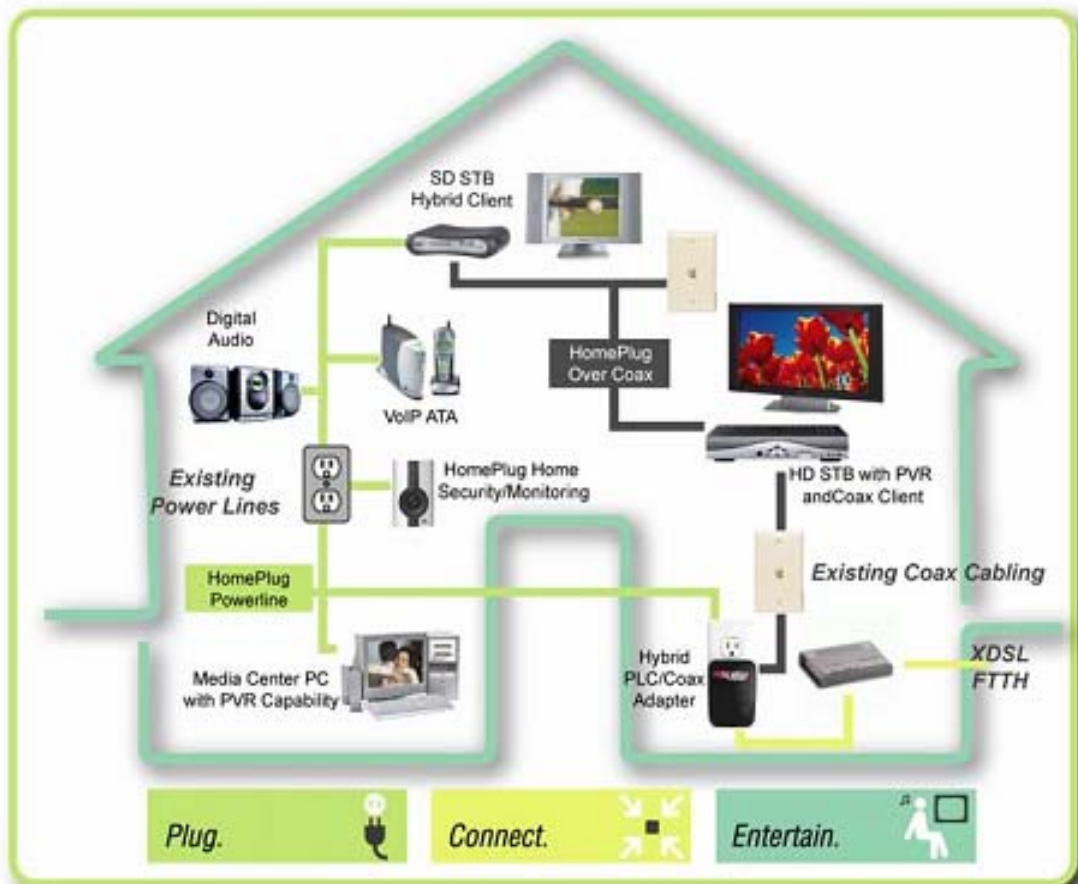 SD STB
Hybrid Client
Digital
Audio
HomePlug
Over Coax
VoIP ATA
Existing
Power Lines
HomePlug Home
Security/Monitoring
HD STB with PVR
andCoax Client
Existing Coax Cabling
HomePlug
Powerline
Media Center PC
with PVR Capability
Hybrid
PLC/Coax
Adapter
XDSL
FTTH
Plug.
Connect.
Entertain.